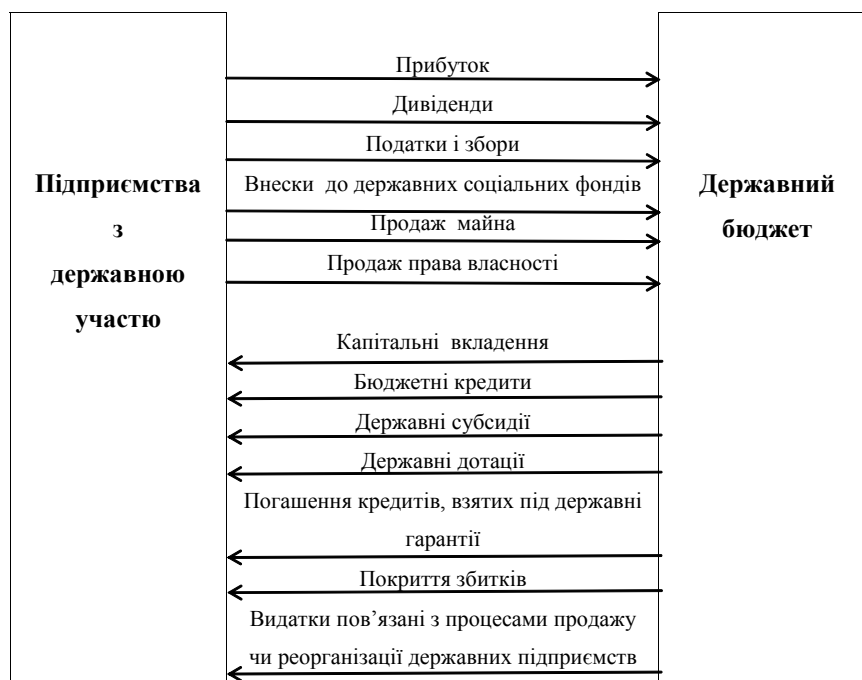 Прибуток
Дивіденди
Податки і збори
Внески до державних соціальних фондів
Продаж майна
Продаж права власності
Підприємства
з
державною
участю
Державний
бюджет
Капітальні вкладення
Бюджетні кредити
Державні субсидії
Державні дотації
Погашення кредитів, взятих під державні
гарантії
Покриття збитків
Видатки пов’язані з процесами продажу
чи реорганізації державних підприємств